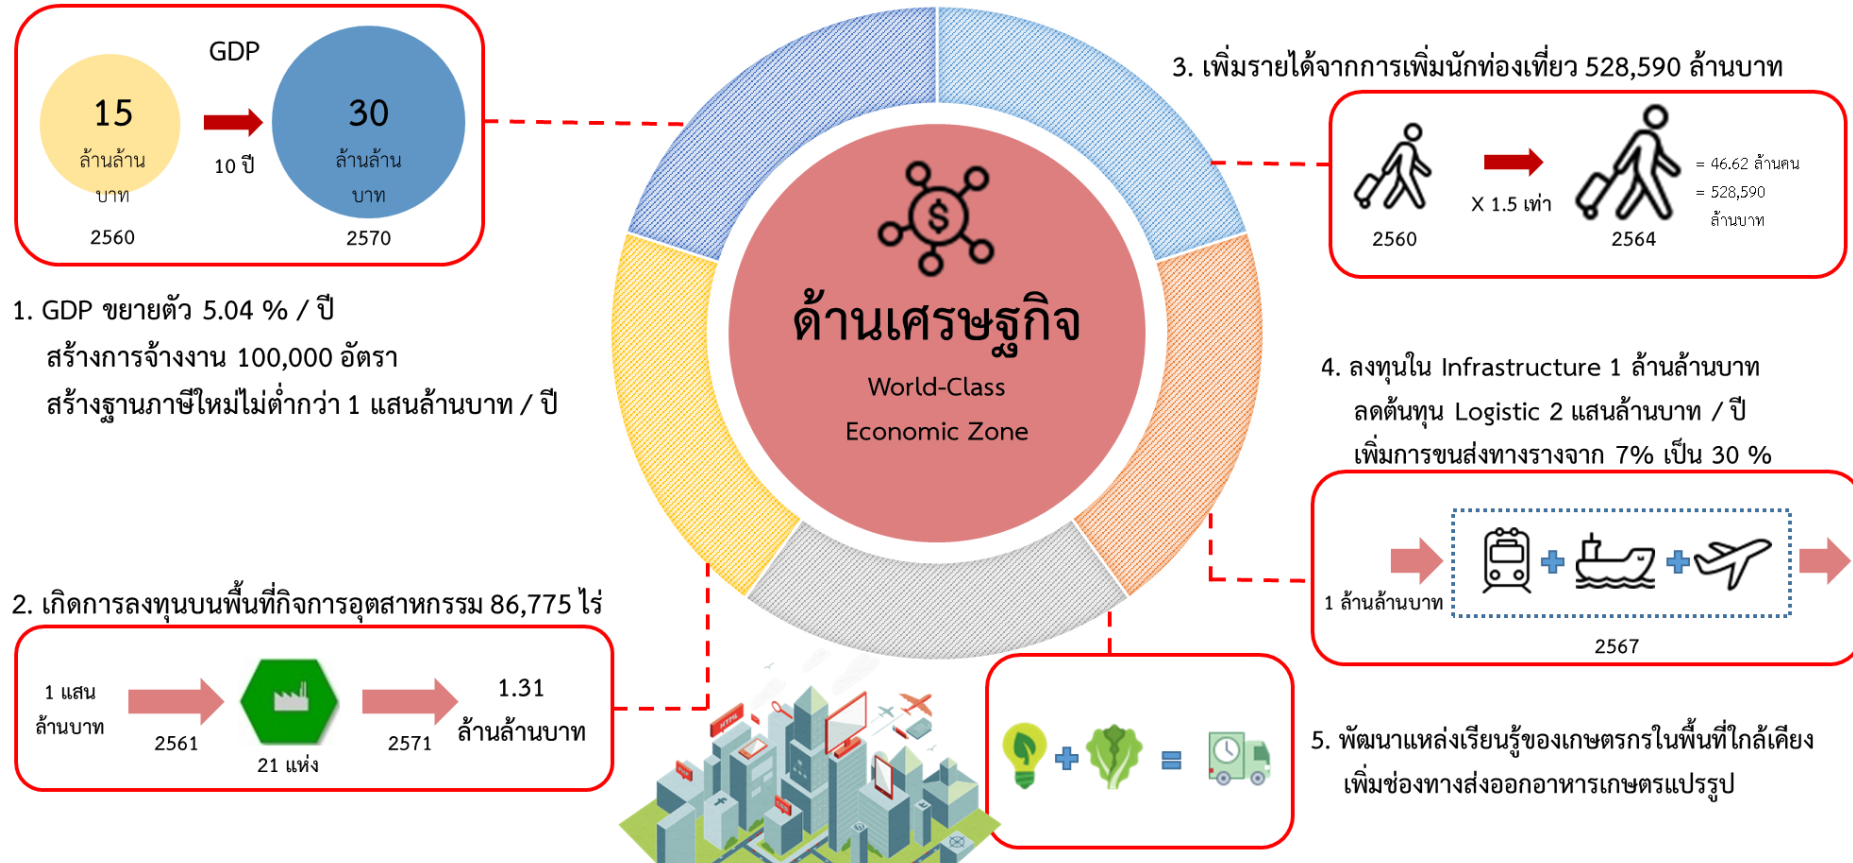 GDP
15
ล้านล้าน
บาท
2560
10 ปี
30
ล้านล้าน
บาท
2570
1. GDP ขยายตัว 5.04 % / ปี
สร้างการจ้างงาน 100,000 อัตรา
สร้างฐานภาษีใหม่ไม่ต่ำกว่า 1 แสนล้านบาท / ปี
2. เกิดการลงทุนบนพื้นที่กิจการอุตสาหกรรม 86,775 ไร่
1 แสน
ล้านบาท
2561
21 แห่ง
2571
1.31
ล้านล้านบาท
ด้านเศรษฐกิจ
World-Class
Economic Zone
3. เพิ่มรายได้จากการเพิ่มนักท่องเที่ยว 528,590 ล้านบาท
2560
X 1.5 เท่า
2564
= 46.62 ล้านคน
= 528,590
ล้านบาท
4. ลงทุนใน Infrastructure 1 ล้านล้านบาท
ลดต้นทุน Logistic 2 แสนล้านบาท / ปี
เพิ่มการขนส่งทางรางจาก 7% เป็น 30 %
1 ล้านล้านบาท
2567
5. พัฒนาแหล่งเรียนรู้ของเกษตรกรในพื้นที่ใกล้เคียง
เพิ่มช่องทางส่งออกอาหารเกษตรแปรรูป
HTML